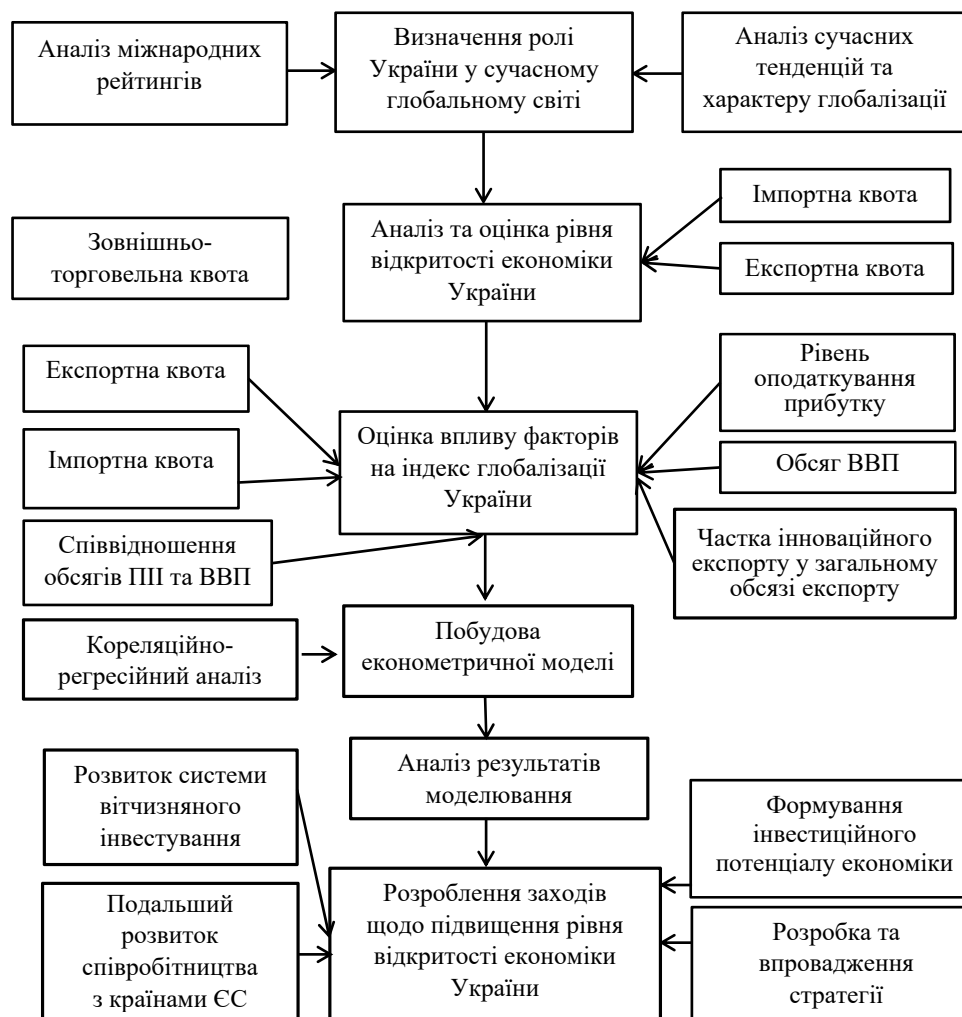 Аналіз міжнародних
рейтингів
Визначення ролі
України у сучасному
глобальному світі
Аналіз сучасних
тенденцій та
характеру глобалізації
Зовнішньо-
торговельна квота
Аналіз та оцінка рівня
відкритості економіки
України
Імпортна квота
Експортна квота
Експортна квота
Імпортна квота
Співвідношення
обсягів ПІІ та ВВП
Оцінка впливу факторів
на індекс глобалізації
України
Рівень
оподаткування
прибутку
Обсяг ВВП
Частка інноваційного
експорту у загальному
обсязі експорту
Кореляційно-
регресійний аналіз
Побудова
економетричної моделі
Аналіз результатів
моделювання
Розвиток системи
вітчизняного
інвестування
Подальший
розвиток
співробітництва
з країнами ЄС
Розроблення заходів
щодо підвищення рівня
відкритості економіки
України
Формування
інвестиційного
потенціалу економіки
Розробка та
впровадження
стратегії